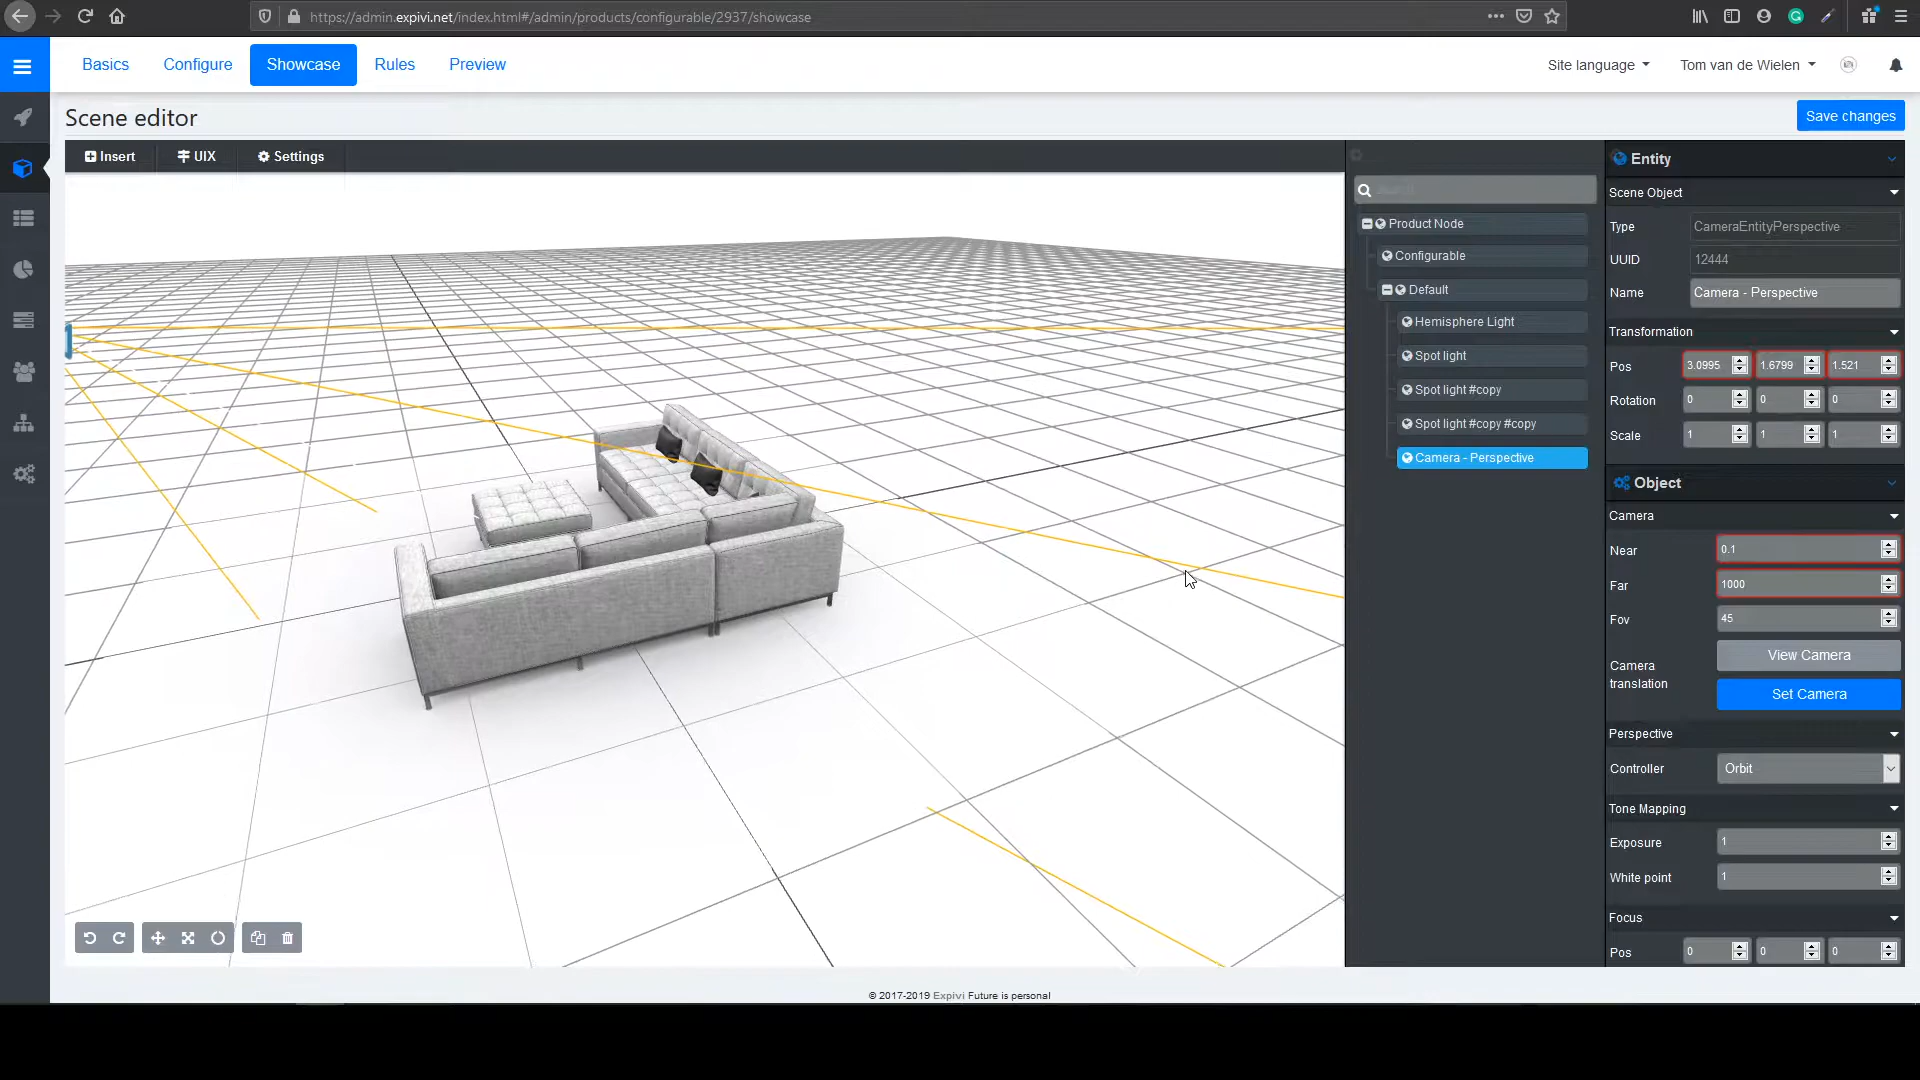 https://admin.expivi.net/index.html#/admin/products/configurable/2937/showcase
Basics
Configure
Showcase
Rules
Preview
Site language
Tom van de Wielen
Scene editor
Save changes
Insert
UIX
Settings
Product Node
Configurable
Default
Hemisphere Light
Spot light
Spot light #copy
Spot light #copy #copy
Camera - Perspective
Entity
Scene Object
Type CameraEntityPerspective
UUID 12444
Name Camera - Perspective
Transformation
Pos 3.0995 1.6799 1.521
Rotation 0 0 0
Scale 1 1 1
Object
Camera
Near 0.1
Far 1000
Fov 45
Camera translation
View Camera
Set Camera
Perspective
Controller Orbit
Tone Mapping
Exposure 1
White point 1
Focus
Pos 0 0 0
© 2017-2019 Expivi Future is personal